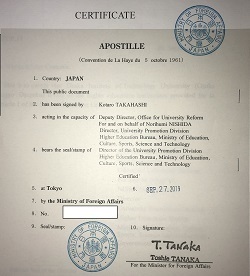 CERTIFICATE
APOSTILLE
(Convention de La Haye du 5 octobre 1961)
1. Country: JAPAN
This public document
2. has been signed by Kotaro TAKAHASHI
3. acting in the capacity of Deputy Director, Office for University Reform
For and on behalf of Norihumi NISHIDA
Director, University Promotion Division
Higher Education Bureau, Ministry of Education,
Culture, Sports, Science and Technology
4. bears the seal/stamp of Director of the University Promotion Division
Higher Education Bureau, Ministry of Education,
Culture, Sports, Science and Technology
Certified
5. at Tokyo 6. SEP. 27. 2019
7. by the Ministry of Foreign Affairs
8. No.
9. Seal/stamp: 10. Signature:
T. TANAKA
Toshie TANAKA
For the Minister for Foreign Affairs